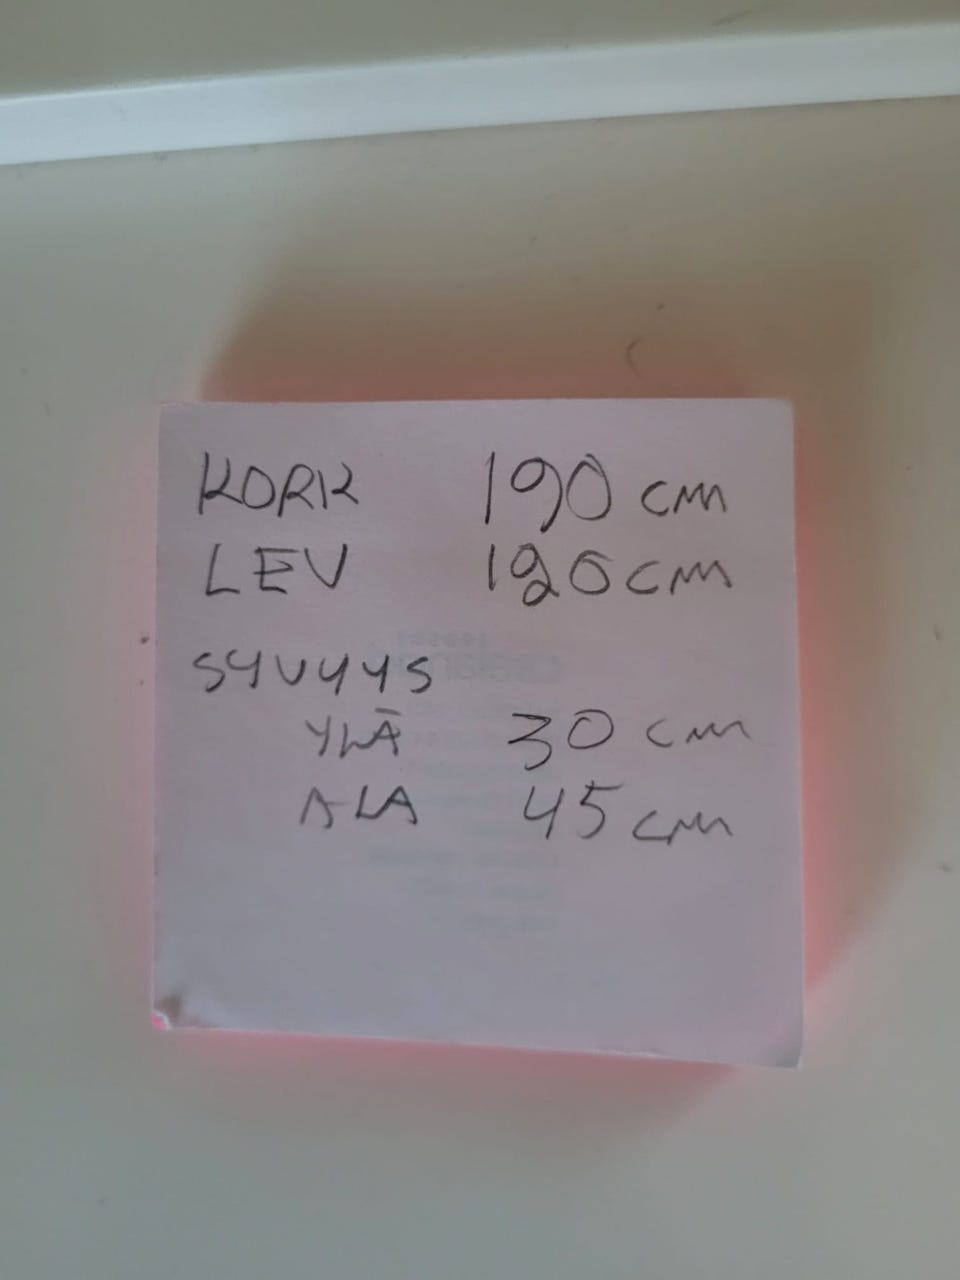 KORK 190 cm
LEV 120 cm
SYVYYS
YLÄ 30 cm
ALA 45 cm